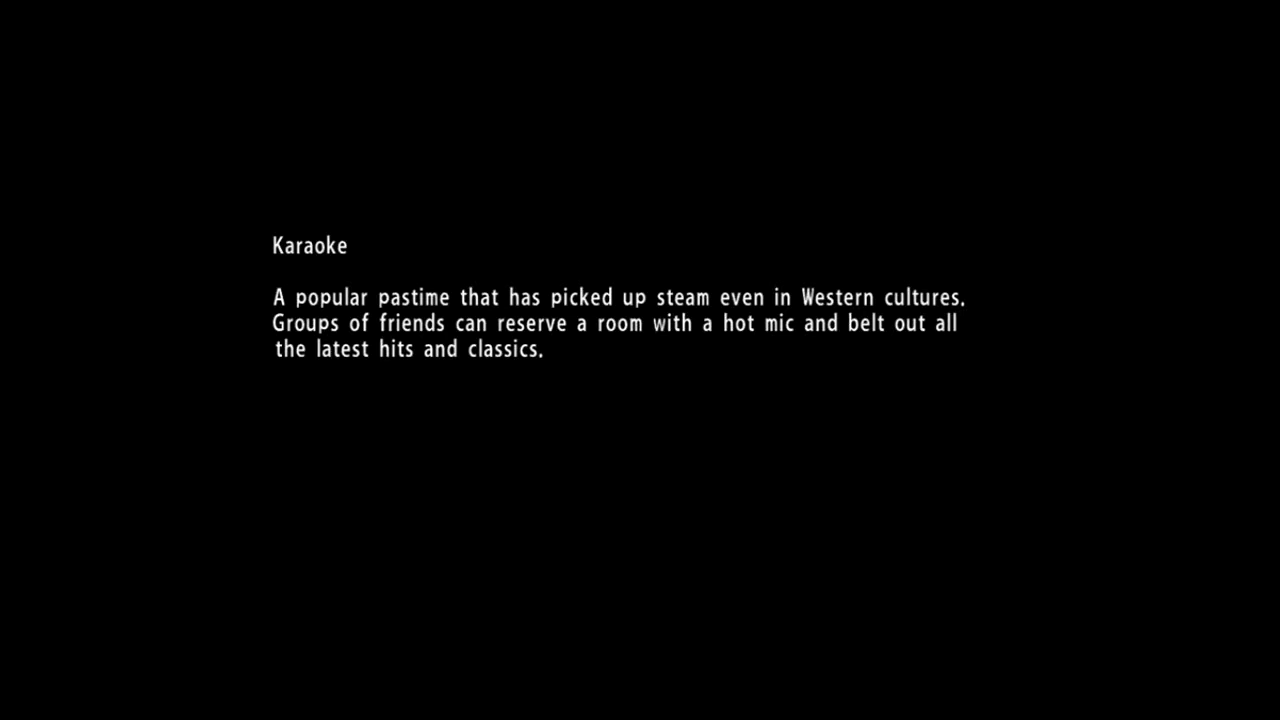 Karaoke
A popular pastime that has picked up steam even in Western cultures.
Groups of friends can reserve a room with a hot mic and belt out all
the latest hits and classics.